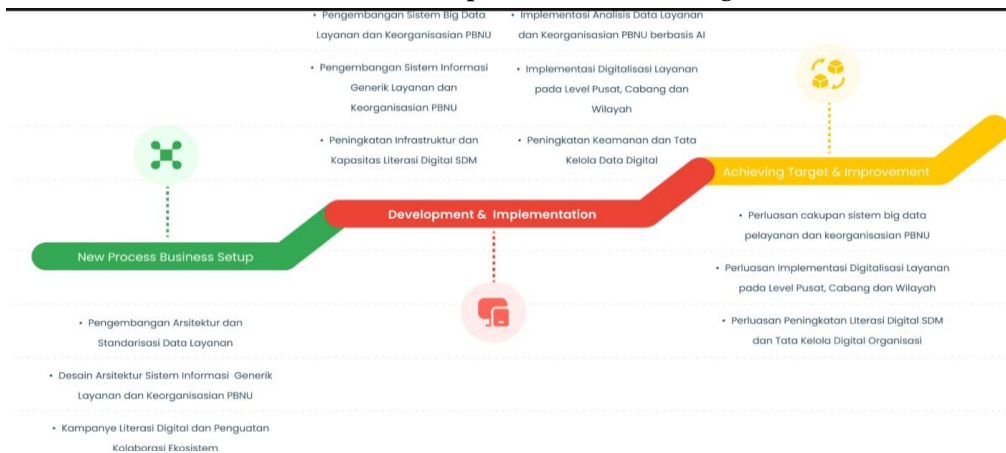 • Pengembangan Sistem Big Data
Layanan dan Keorganisasian PBNU
• Pengembangan Sistem Informasi
Generik Layanan dan
Keorganisasian PBNU
• Peningkatan Infrastruktur dan
Kapasitas Literasi Digital SDM
• Implementasi Analisis Data Layanan
dan Keorganisasian PBNU berbasis AI
• Implementasi Digitalisasi Layanan
pada Level Pusat, Cabang dan
Wilayah
• Peningkatan Keamanan dan Tata
Kelola Data Digital
Achieving Target & Improvement
Development & Implementation
New Process Business Setup
• Perluasan cakupan sistem big data
pelayanan dan keorganisasian PBNU
• Perluasan Implementasi Digitalisasi Layanan
pada Level Pusat, Cabang dan Wilayah
• Perluasan Peningkatan Literasi Digital SDM
dan Tata Kelola Digital Organisasi
• Pengembangan Arsitektur dan
Standarisasi Data Layanan
• Desain Arsitektur Sistem Informasi Generik
Layanan dan Keorganisasian PBNU
• Kampanye Literasi Digital dan Penguatan
Kolaborasi Ekosistem